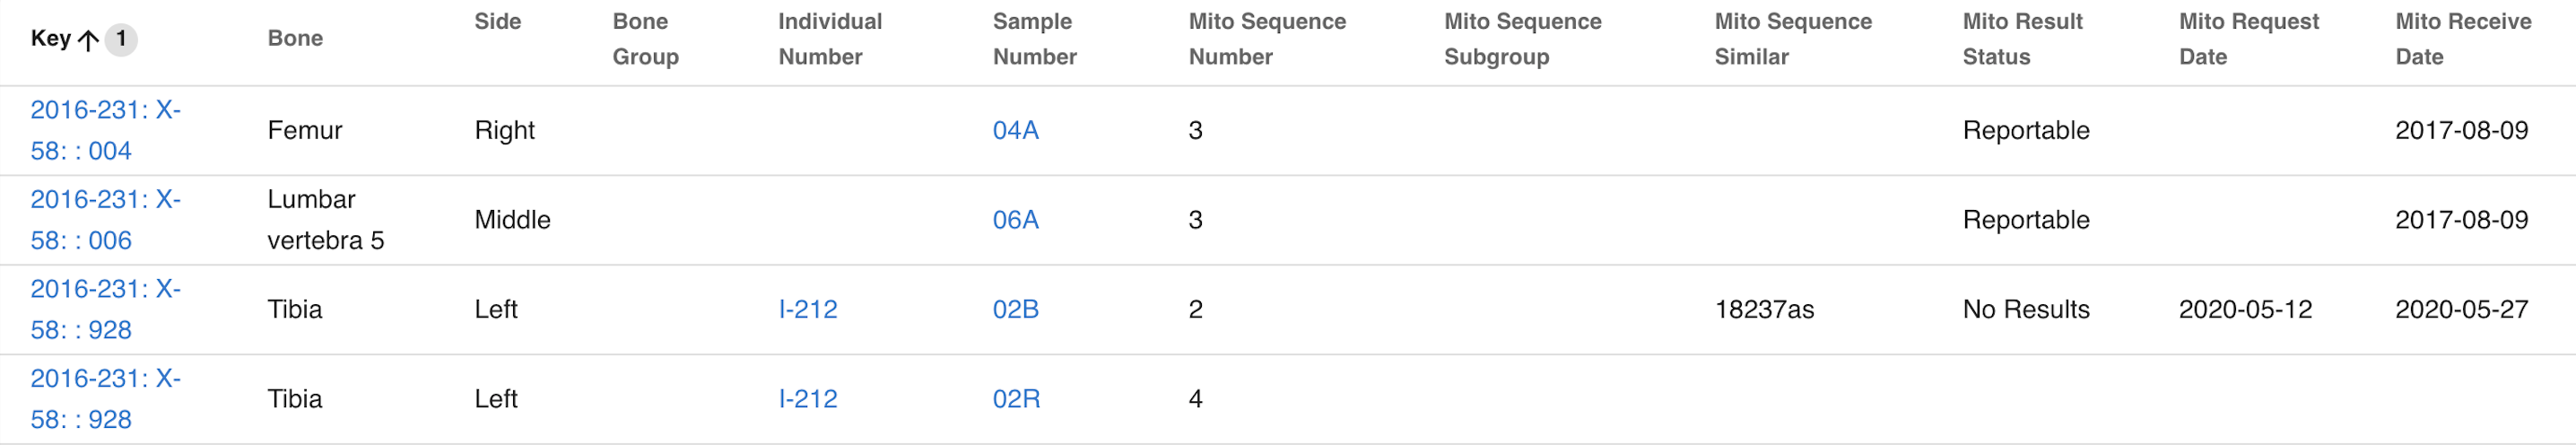 Key ↑ 1 Bone Side Bone Group Individual Number Sample Number Mito Sequence Number Mito Sequence Subgroup Mito Sequence Similar Mito Result Status Mito Request Date Mito Receive Date
2016-231: X-58: : 004 Femur Right 04A 3 Reportable 2017-08-09
2016-231: X-58: : 006 Lumbar vertebra 5 Middle 06A 3 Reportable 2017-08-09
2016-231: X-58: : 928 Tibia Left I-212 02B 2 18237as No Results 2020-05-12 2020-05-27
2016-231: X-58: : 928 Tibia Left I-212 02R 4